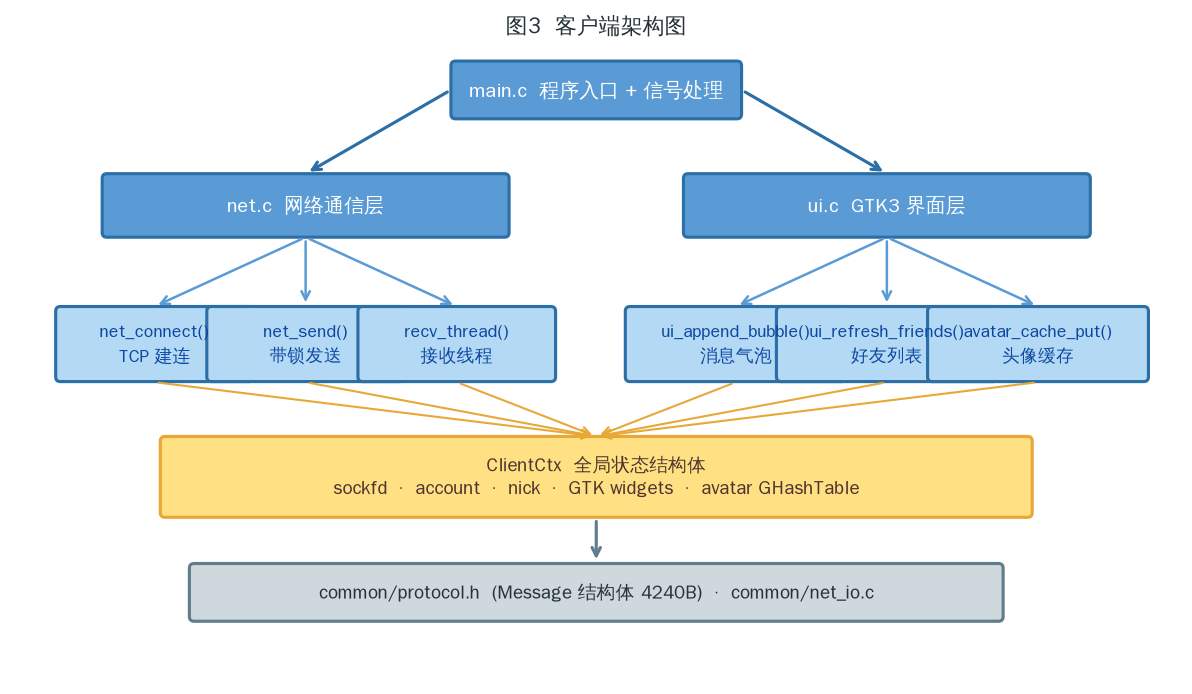 图3  客户端架构图
main.c  程序入口 + 信号处理
net.c  网络通信层
ui.c  GTK3 界面层
net_connect()
TCP 建连
net_send()
带锁发送
recv_thread()
接收线程
ui_append_bubble()
消息气泡
ui_refresh_friends()
好友列表
avatar_cache_put()
头像缓存
ClientCtx  全局状态结构体
sockfd  ·  account  ·  nick  ·  GTK widgets  ·  avatar GHashTable
common/protocol.h  (Message 结构体 4240B)  ·  common/net_io.c